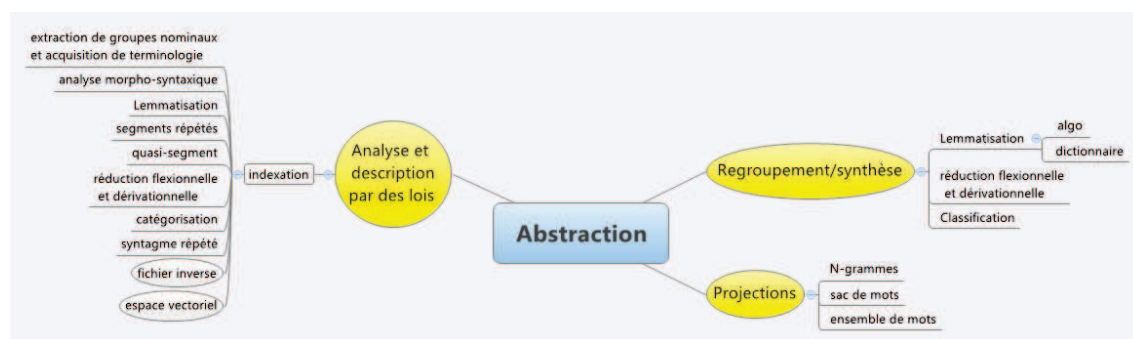 extraction de groupes nominaux
et acquisition de terminologie
analyse morpho-syntaxique
Lemmatisation
segments répétés
quasi-segment
réduction flexionnelle
et dérivationnelle
catégorisation
syntagme répété
fichier inverse
espace vectoriel
indexation
Analyse et
description
par des lois
Abstraction
Regroupement/synthèse
Lemmatisation
algo
dictionnaire
réduction flexionnelle
et dérivationnelle
Classification
Projections
N-grammes
sac de mots
ensemble de mots